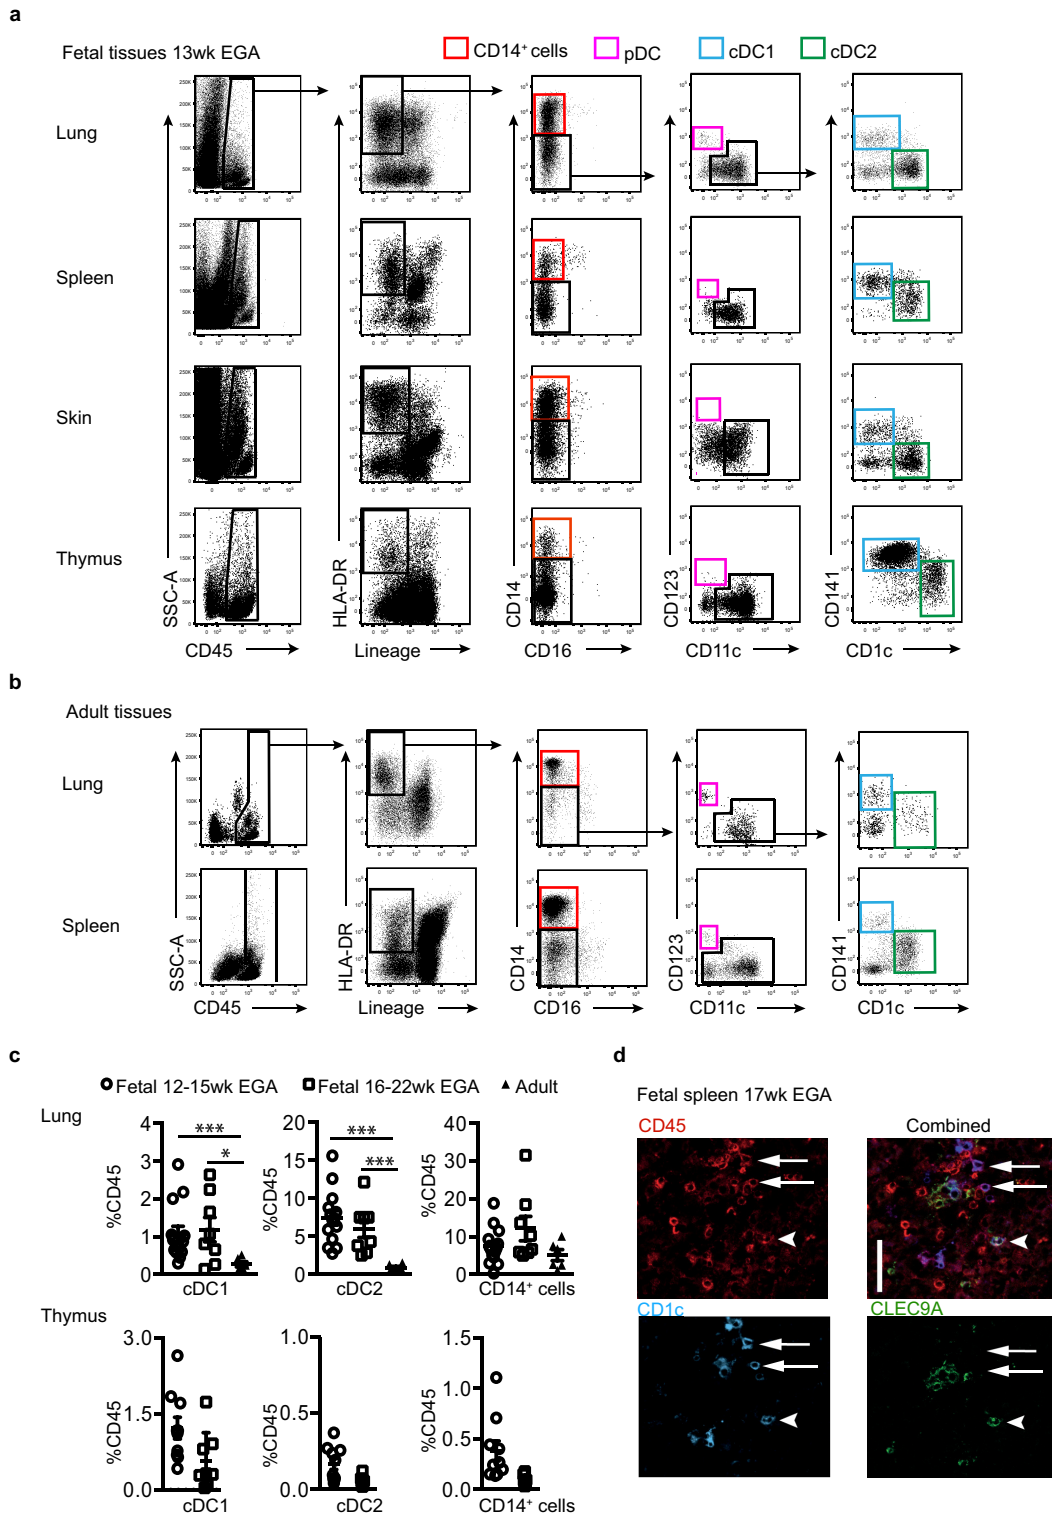 a
Fetal tissues 13wk EGA
CD14⁺ cells
pDC
cDC1
cDC2
Lung
Spleen
Skin
Thymus
SSC-A
HLA-DR
CD14
CD123
CD141
CD45
Lineage
CD16
CD11c
CD1c
b
Adult tissues
Lung
Spleen
SSC-A
HLA-DR
CD14
CD123
CD141
CD45
Lineage
CD16
CD11c
CD1c
c
Fetal 12-15wk EGA
Fetal 16-22wk EGA
Adult
Lung
%CD45
4
3
2
1
0
***
*
cDC1
%CD45
20
15
10
5
0
***
***
cDC2
%CD45
40
30
20
10
0
CD14⁺ cells
Thymus
%CD45
3.0
1.5
0.0
cDC1
%CD45
1.0
0.5
0.0
cDC2
%CD45
1.5
1.0
0.5
0.0
CD14⁺ cells
d
Fetal spleen 17wk EGA
CD45
Combined
CD1c
CLEC9A